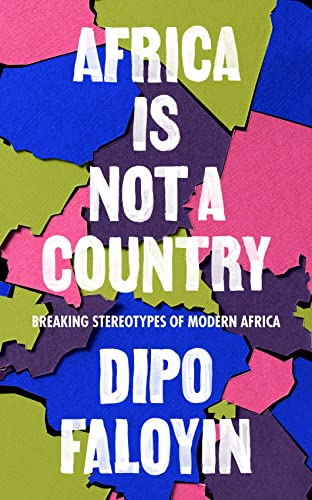 AFRICA
IS
NOT A
COUNTRY
BREAKING STEREOTYPES OF MODERN AFRICA
DIPO
FALOYIN